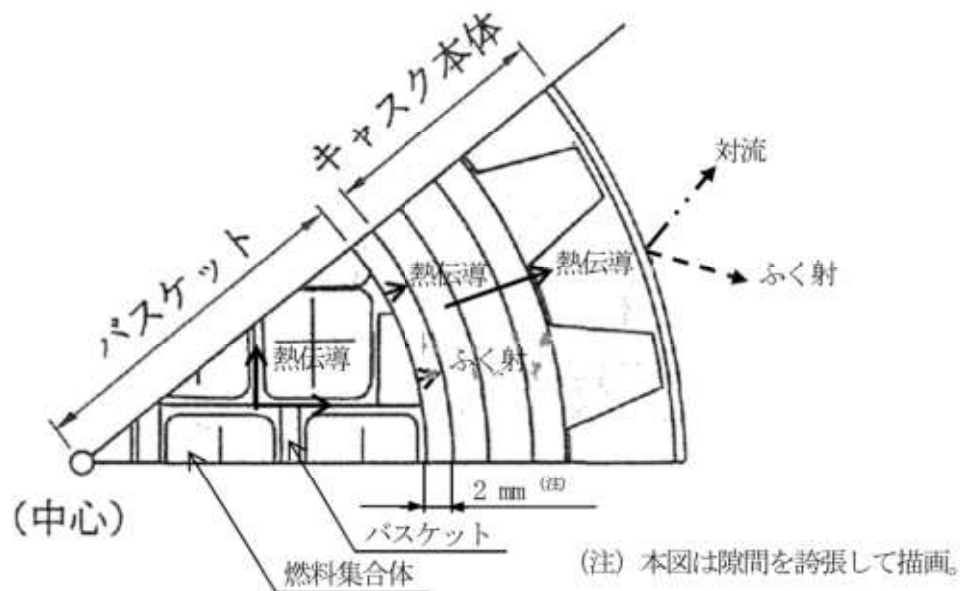 キャスク本体
バスケット
対流
熱伝導
熱伝導
ふく射
熱伝導
ふく射
2 mm (注)
(中心)
バスケット
燃料集合体
(注) 本図は隙間を誇張して描画。